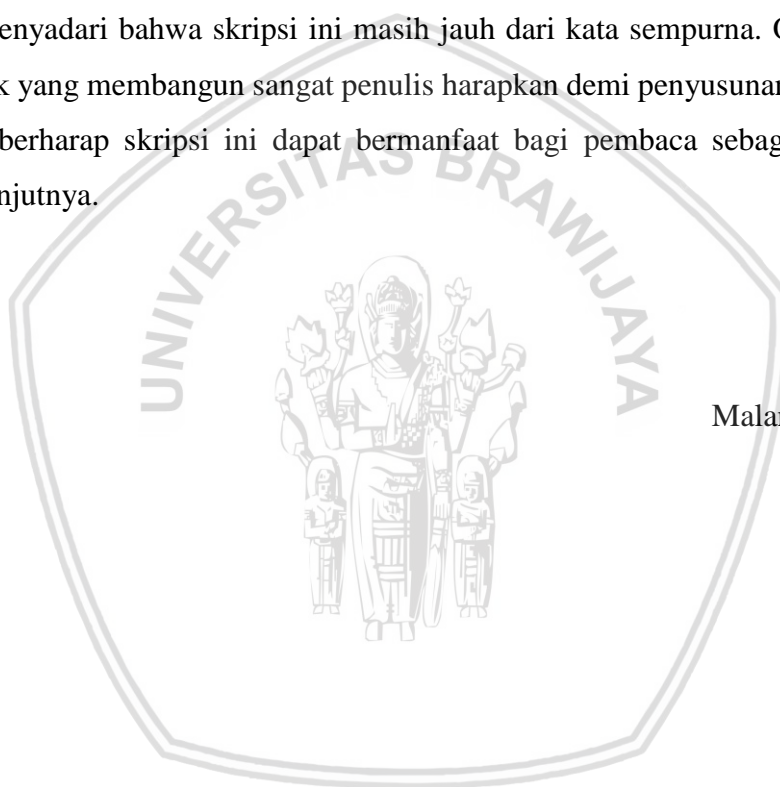 enyadari bahwa skripsi ini masih jauh dari kata sempurna.
k yang membangun sangat penulis harapkan demi penyusunan
berharap skripsi ini dapat bermanfaat bagi pembaca sebag
njutnya.
UNIVERSITAS BRAWIJAYA
Malan